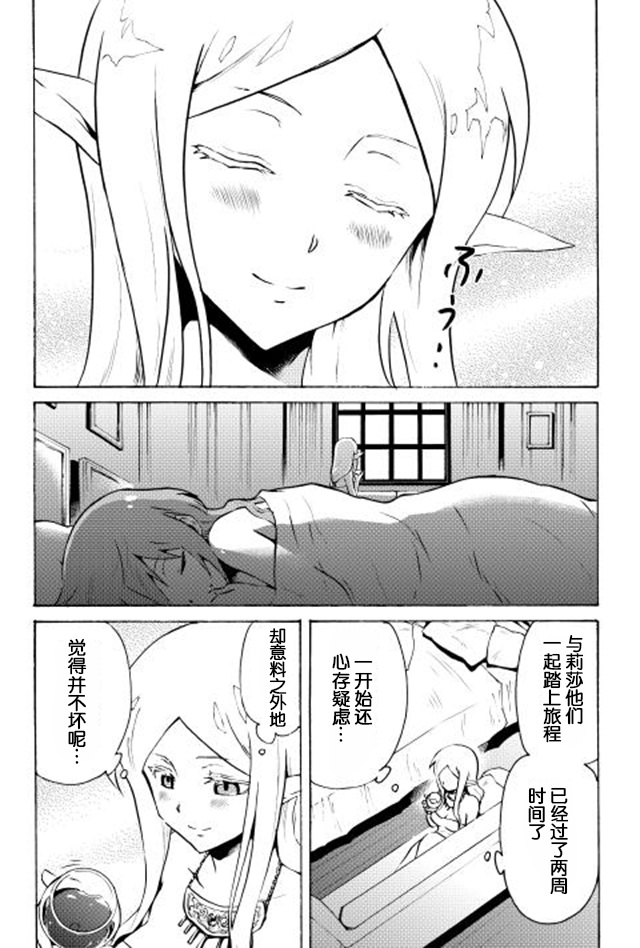 ふぅ
与莉莎他们
一起踏上旅程
已经过了两周
时间了
一开始还
心存疑虑…
却意料之外地
觉得并不坏呢…